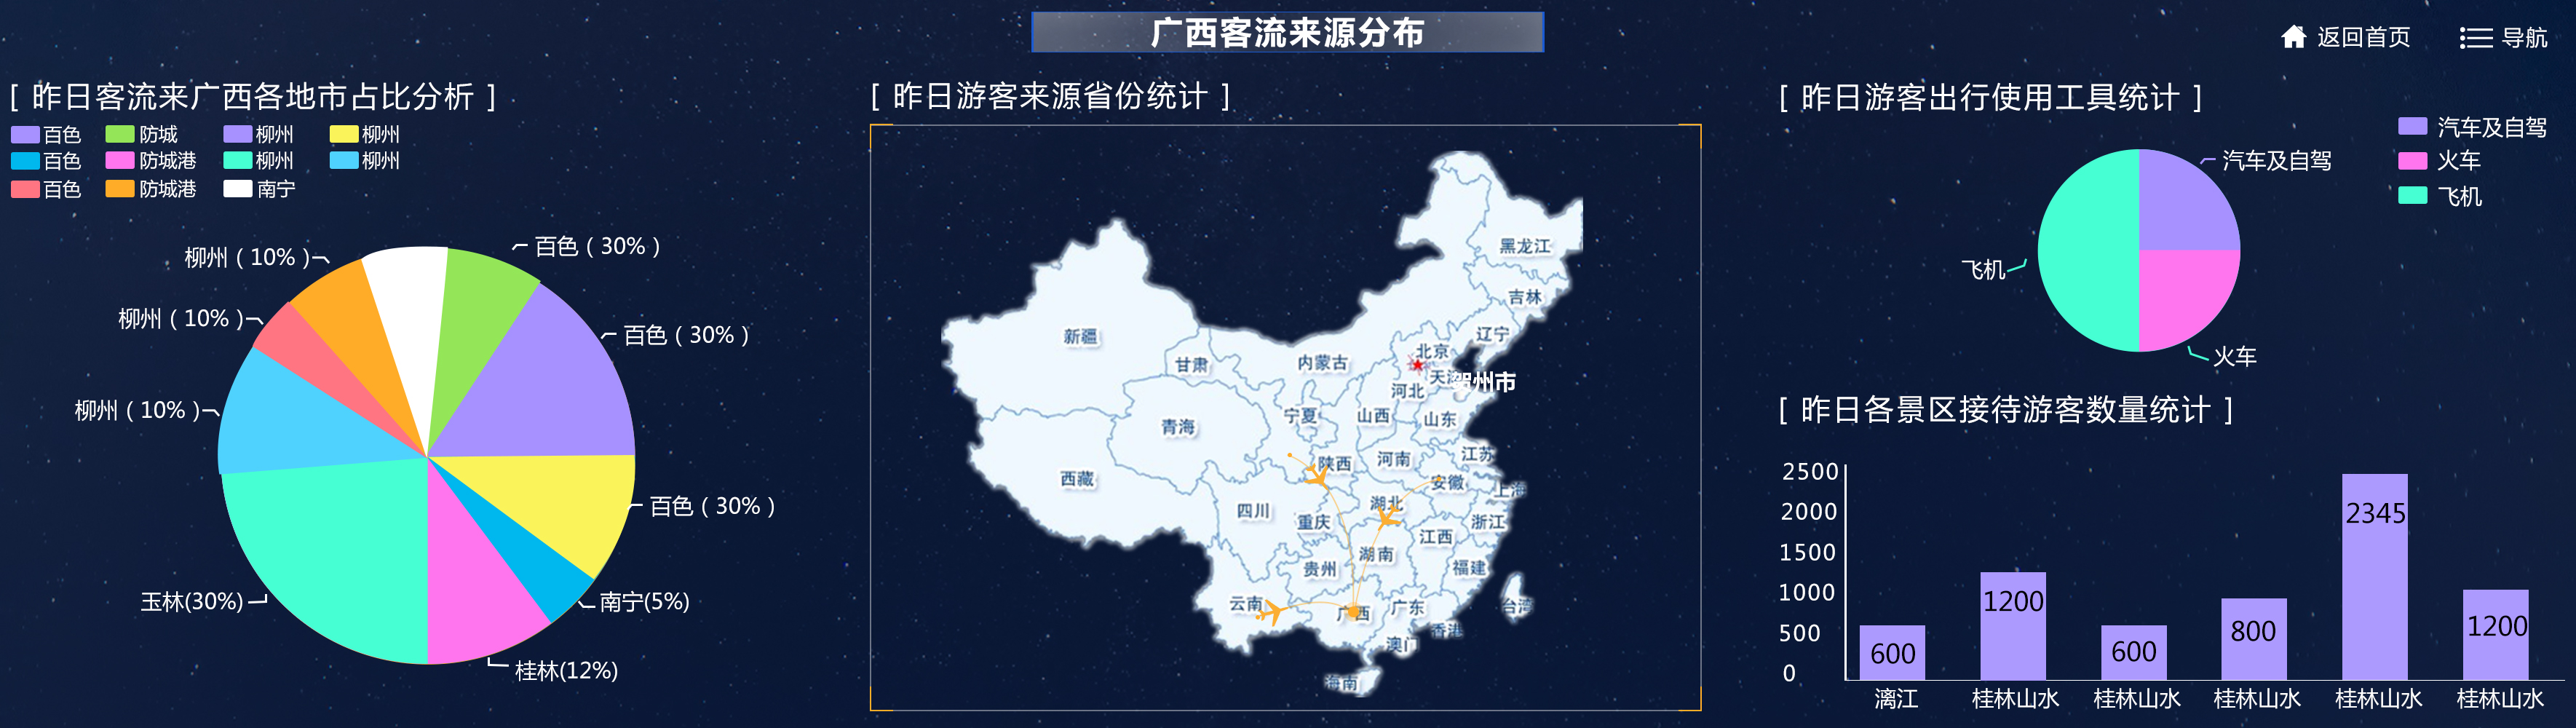 广西客流来源分布
返回首页
导航
[ 昨日客流来广西各地市占比分析 ]
百色 防城 柳州 柳州
百色 防城港 柳州 柳州
百色 防城港 南宁
柳州 ( 10% )
百色 ( 30% )
柳州 ( 10% )
百色 ( 30% )
柳州 ( 10% )
百色 ( 30% )
玉林(30%)
南宁(5%)
桂林(12%)
[ 昨日游客来源省份统计 ]
黑龙江
吉林
辽宁
新疆
甘肃
内蒙古
北京
天津
贺州市
河北
宁夏
山西
山东
青海
陕西
河南
江苏
西藏
安徽
上海
四川
湖北
重庆
浙江
江西
湖南
贵州
福建
云南
广西
广东
台湾
香港
澳门
海南
[ 昨日游客出行使用工具统计 ]
汽车及自驾
火车
飞机
汽车及自驾
飞机
火车
[ 昨日各景区接待游客数量统计 ]
2500
2000
1500
1000
500
0
600
1200
600
800
2345
1200
漓江 桂林山水 桂林山水 桂林山水 桂林山水 桂林山水